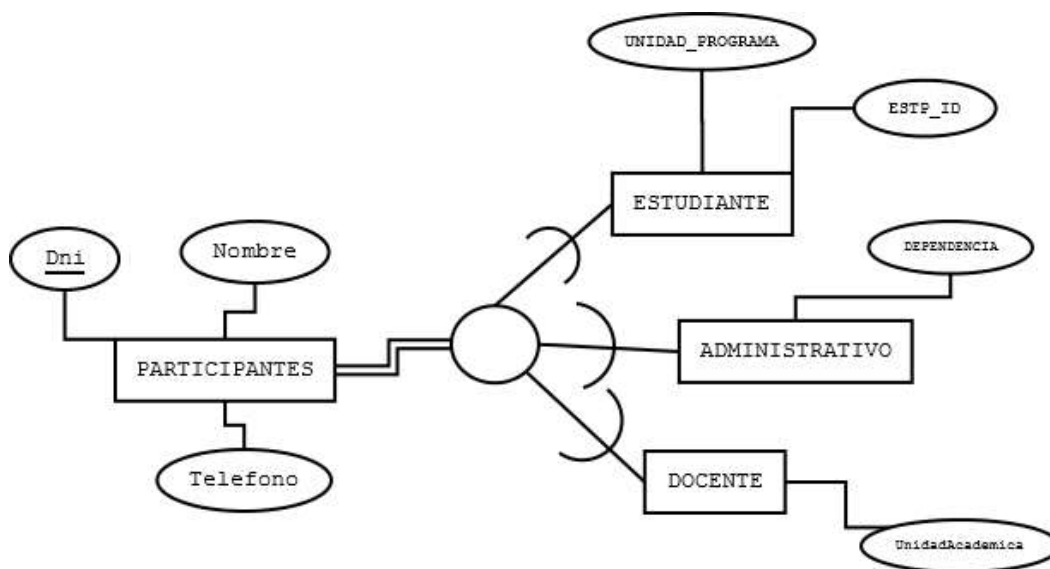 UNIDAD_PROGRAMA
ESTP_ID
ESTUDIANTE
Dni
Nombre
DEPENDENCIA
PARTICIPANTES
ADMINISTRATIVO
Telefono
DOCENTE
UnidadAcademica